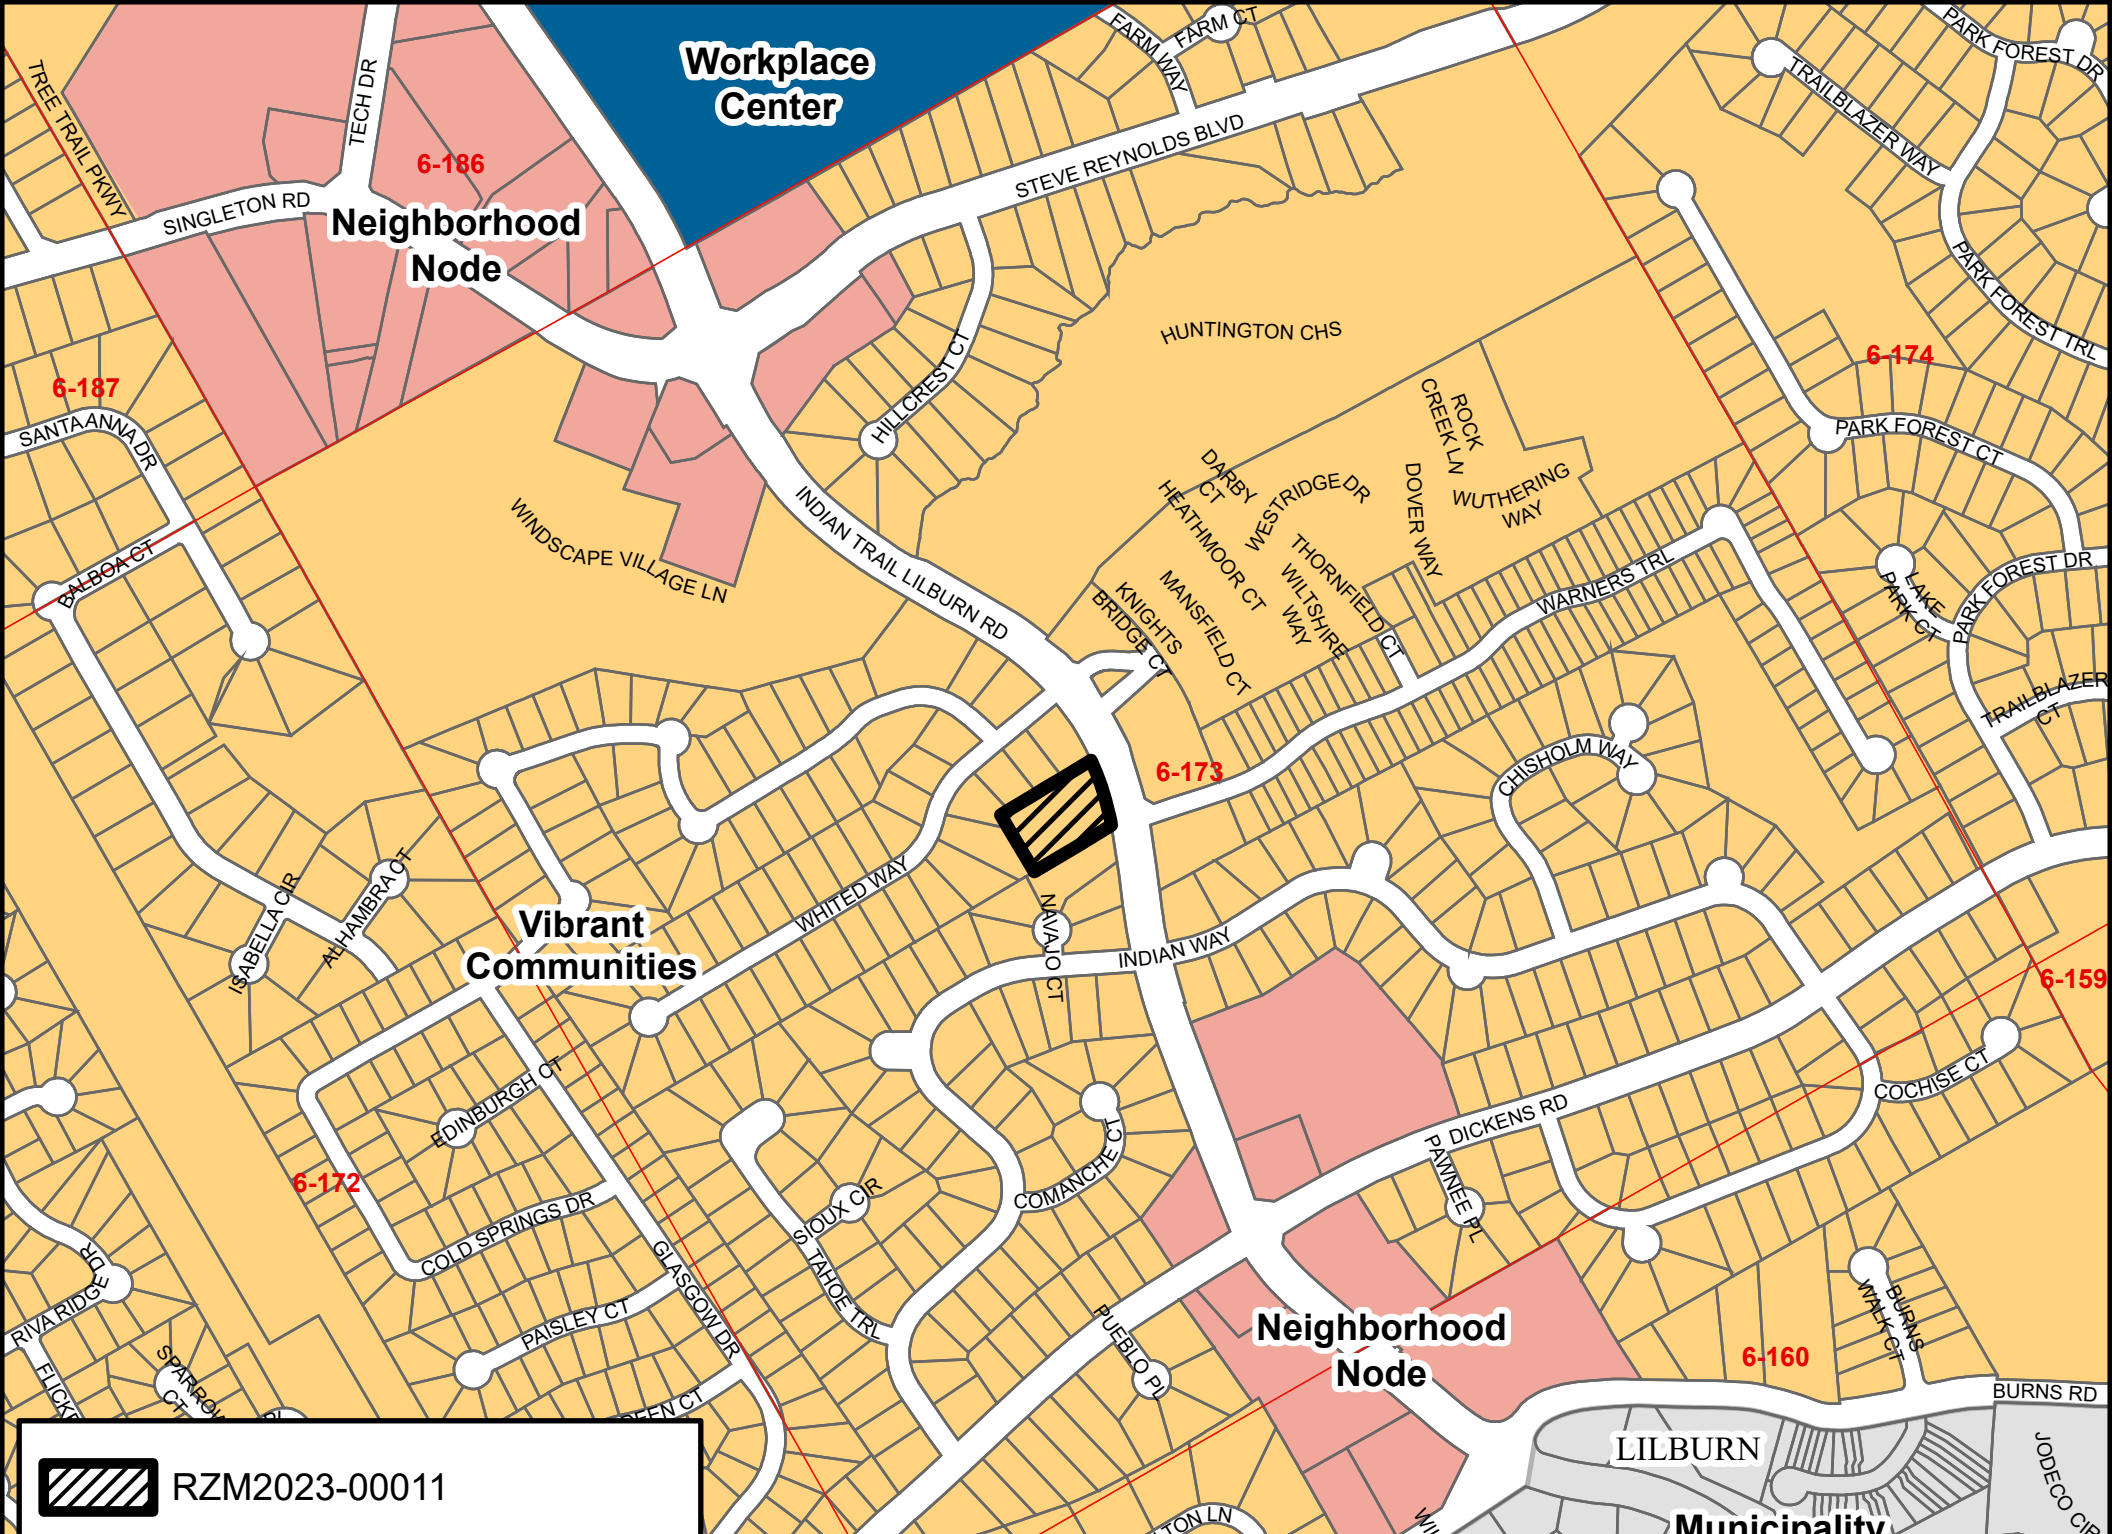 Workplace
Center
FARM WAY
FARM CT
PARK FOREST DR
TREE TRAIL PKWY
TECH DR
TRAILBLAZER WAY
STEVE REYNOLDS BLVD
6-186
SINGLETON RD
Neighborhood
Node
PARK FOREST TRL
HUNTINGTON CHS
6-174
6-187
HILLCREST CT
ROCK
CREEK LN
SANTA ANNA DR
PARK FOREST CT
DARBY
CT
WESTRIDGE DR
DOVER WAY
WUTHERING
WAY
HEATHMOOR CT
INDIAN TRAIL LILBURN RD
WINDSCAPE VILLAGE LN
THORNFIELD CT
WILTSHIRE
WAY
BALBOA CT
KNIGHTS
BRIDGE CT
MANSFIELD CT
WARNERS TRL
LAKE
PARK CT
PARK FOREST DR
TRAILBLAZER
CT
6-173
CHISHOLM WAY
ISABELLA CIR
ALHAMBRA CT
WHITED WAY
Vibrant
Communities
NAVAJO CT
INDIAN WAY
6-159
EDINBURGH CT
COCHISE CT
DICKENS RD
PAWNEE PL
COMANCHE CT
6-172
SIOUX CIR
COLD SPRINGS DR
GLASGOW DR
TAHOE TRL
RIVA RIDGE DR
PAISLEY CT
PUEBLO PL
Neighborhood
Node
BURNS
WALK CT
6-160
SPARROW
CT
BURNS RD
LILBURN
JODECO CIR
RZM2023-00011
Municipality